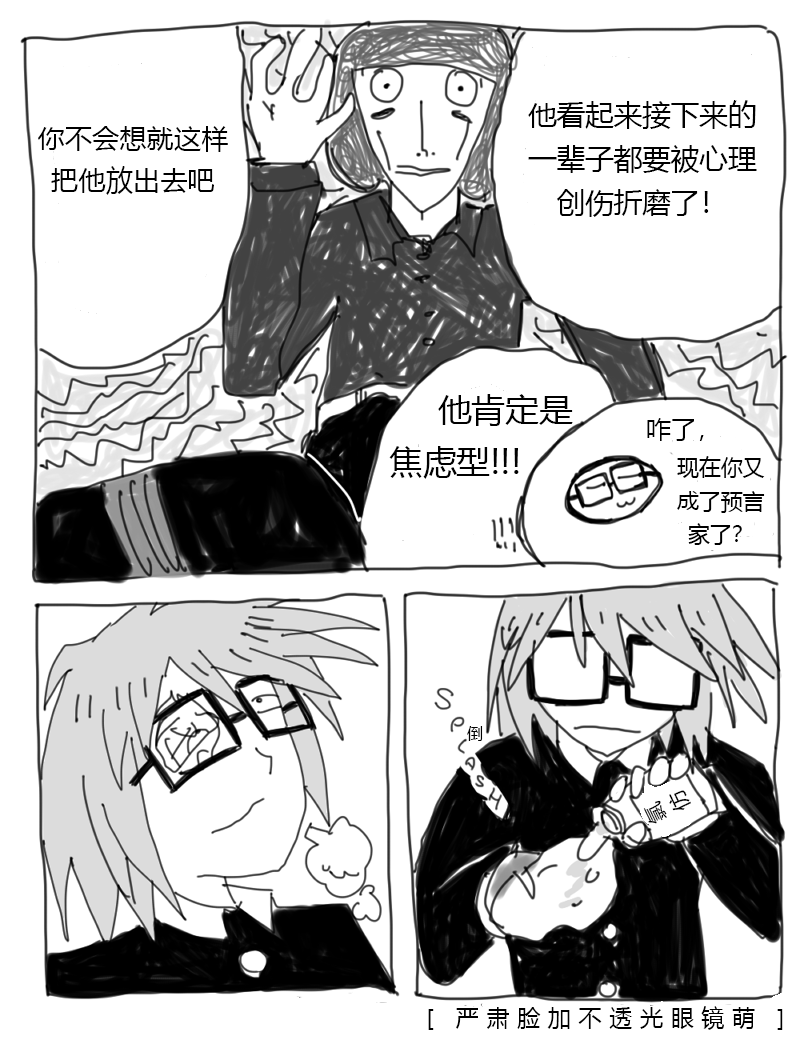 你不会想就这样
把他放出去吧
他看起来接下来的
一辈子都要被心理
创伤折磨了！
他肯定是
焦虑型!!!
咋了，
现在你又
成了预言
家了？
SPLASH
倒
氯仿
[ 严肃脸加不透光眼镜萌 ]